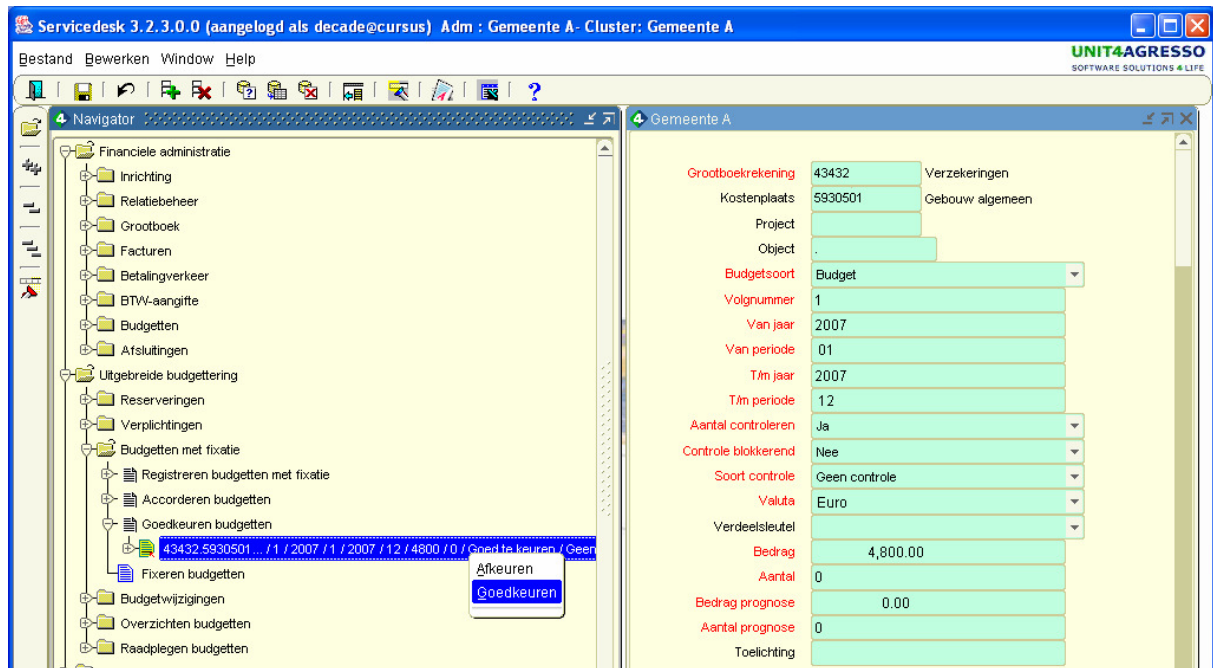 Servicedesk 3.2.3.0.0 (aangelogd als decade@cursus) Adm : Gemeente A- Cluster: Gemeente A
Bestand Bewerken Window Help
UNIT4AGRESSO
SOFTWARE SOLUTIONS 4 LIFE
4 Navigator
Financiele administratie
Inrichting
Relatiebeheer
Grootboek
Facturen
Betalingverkeer
BTW-aangifte
Budgetten
Afsluitingen
Uitgebreide budgettering
Reserveringen
Verplichtingen
Budgetten met fixatie
Registreren budgetten met fixatie
Accorderen budgetten
Goedkeuren budgetten
43432.5930501... / 1 / 2007 / 1 / 2007 / 12 / 4800 / 0 / Goed te keuren / Geen
Afkeuren
Goedkeuren
Fixeren budgetten
Budgetwijzigingen
Overzichten budgetten
Raadplegen budgetten
4 Gemeente A
Grootboekrekening 43432 Verzekeringen
Kostenplaats 5930501 Gebouw algemeen
Project
Object .
Budgetsoort Budget
Volgnummer 1
Van jaar 2007
Van periode 01
T/m jaar 2007
T/m periode 12
Aantal controleren Ja
Controle blokkerend Nee
Soort controle Geen controle
Valuta Euro
Verdeelsleutel
Bedrag 4,800.00
Aantal 0
Bedrag prognose 0.00
Aantal prognose 0
Toelichting